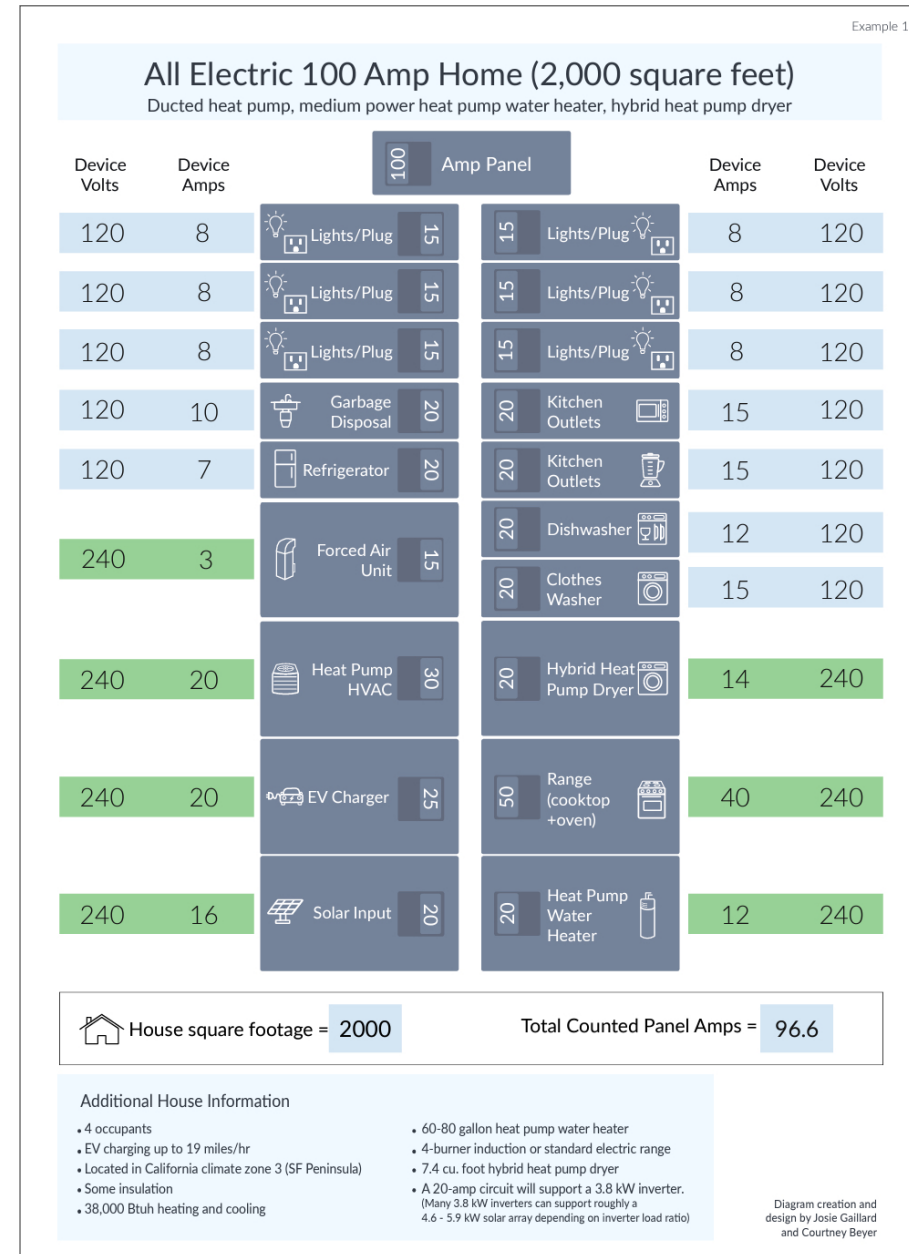 Example 1
All Electric 100 Amp Home (2,000 square feet)
Ducted heat pump, medium power heat pump water heater, hybrid heat pump dryer
Device
Volts
Device
Amps
100
Amp Panel
Device
Amps
Device
Volts
120 8 Lights/Plug 15
15 Lights/Plug 8 120
120 8 Lights/Plug 15
15 Lights/Plug 8 120
120 8 Lights/Plug 15
15 Lights/Plug 8 120
120 10 Garbage
Disposal 20
20 Kitchen
Outlets 15 120
120 7 Refrigerator 20
20 Kitchen
Outlets 15 120
240 3 Forced Air
Unit 15
20 Dishwasher 12 120
20 Clothes
Washer 15 120
240 20 Heat Pump
HVAC 30
20 Hybrid Heat
Pump Dryer 14 240
240 20 EV Charger 25
50 Range
(cooktop
+oven) 40 240
240 16 Solar Input 20
20 Heat Pump
Water
Heater 12 240
House square footage = 2000
Total Counted Panel Amps = 96.6
Additional House Information
• 4 occupants
• EV charging up to 19 miles/hr
• Located in California climate zone 3 (SF Peninsula)
• Some insulation
• 38,000 Btuh heating and cooling
• 60-80 gallon heat pump water heater
• 4-burner induction or standard electric range
• 7.4 cu. foot hybrid heat pump dryer
• A 20-amp circuit will support a 3.8 kW inverter.
(Many 3.8 kW inverters can support roughly a
4.6 - 5.9 kW solar array depending on inverter load ratio)
Diagram creation and
design by Josie Gaillard
and Courtney Beyer